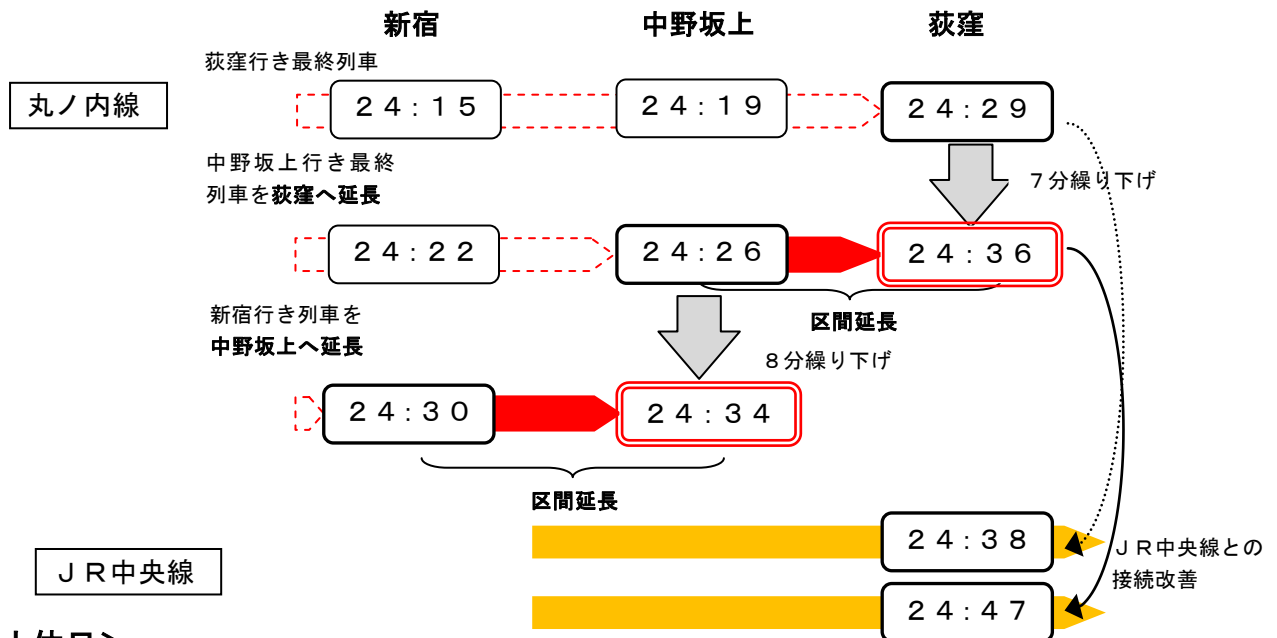 新宿 中野坂上 荻窪
荻窪行き最終列車
丸ノ内線
24:15 24:19 24:29
中野坂上行き最終
列車を荻窪へ延長
7分繰り下げ
24:22 24:26 24:36
新宿行き列車を
中野坂上へ延長
区間延長
8分繰り下げ
24:30 24:34
区間延長
24:38
JR中央線との
接続改善
JR中央線
24:47